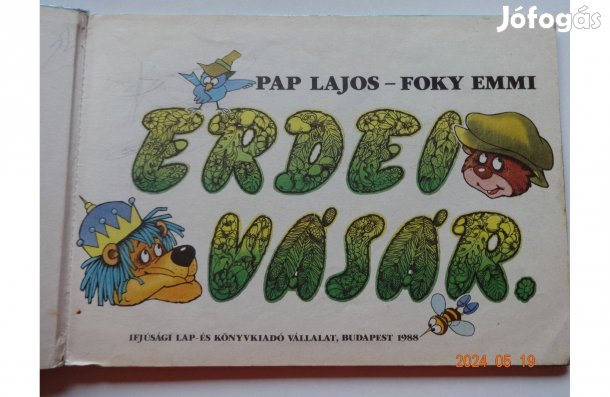 Jófogás
PAP LAJOS – FOKY EMMI
ERDEI
VÁSÁR.
IFJÚSÁGI LAP-ÉS KÖNYVKIADÓ VÁLLALAT, BUDAPEST 1988
2024 05 19